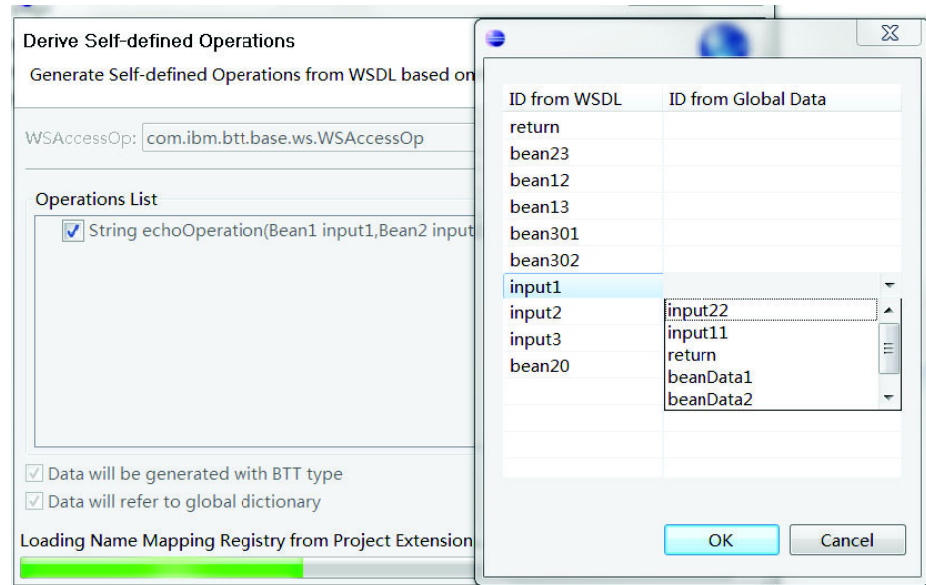 Derive Self-defined Operations
Generate Self-defined Operations from WSDL based on
WSAccessOp: com.ibm.btt.base.ws.WSAccessOp
Operations List
String echoOperation(Bean1 input1,Bean2 input
Data will be generated with BTT type
Data will refer to global dictionary
Loading Name Mapping Registry from Project Extension
ID from WSDL ID from Global Data
return
bean23
bean12
bean13
bean301
bean302
input1
input2
input3
bean20
input22
input11
return
beanData1
beanData2
OK Cancel